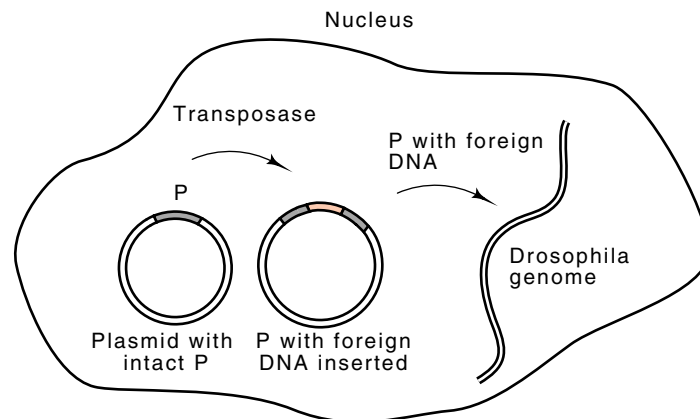 Nucleus
Transposase
P with foreign
DNA
P
Drosophila
genome
Plasmid with
intact P
P with foreign
DNA inserted